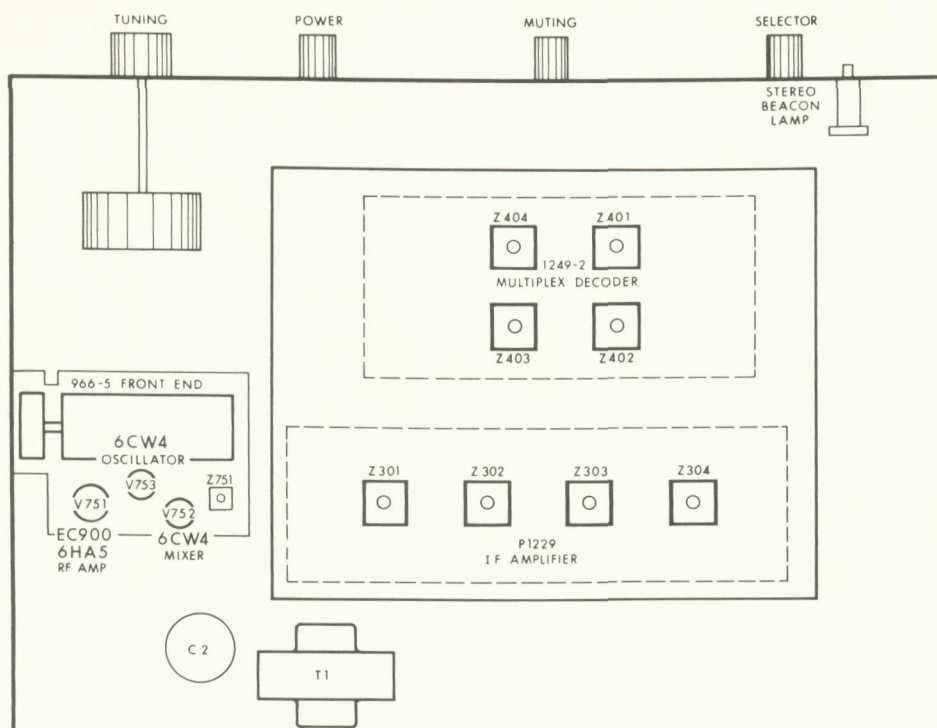 TUNING
POWER
MUTING
SELECTOR
STEREO
BEACON
LAMP
Z404
Z401
1249-2
MULTIPLEX DECODER
Z403
Z402
966-5 FRONT END
6CW4
OSCILLATOR
V753
Z751
V751
V752
EC900
6HA5
RF AMP
6CW4
MIXER
Z301
Z302
Z303
Z304
P1229
IF AMPLIFIER
C2
T1